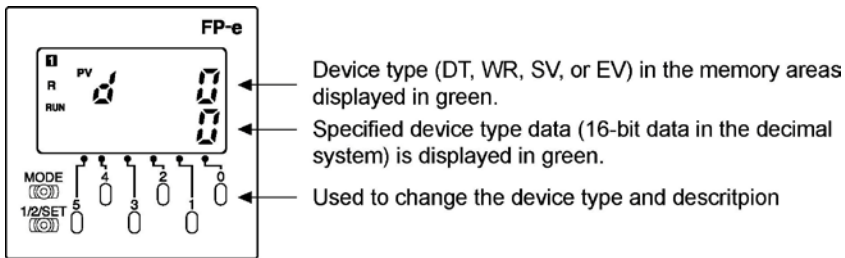 FP-e
1
R
RUN
PV
d 0
0
MODE
1/2/SET
5 4 3 2 1 0
Device type (DT, WR, SV, or EV) in the memory areas
displayed in green.
Specified device type data (16-bit data in the decimal
system) is displayed in green.
Used to change the device type and descritpion